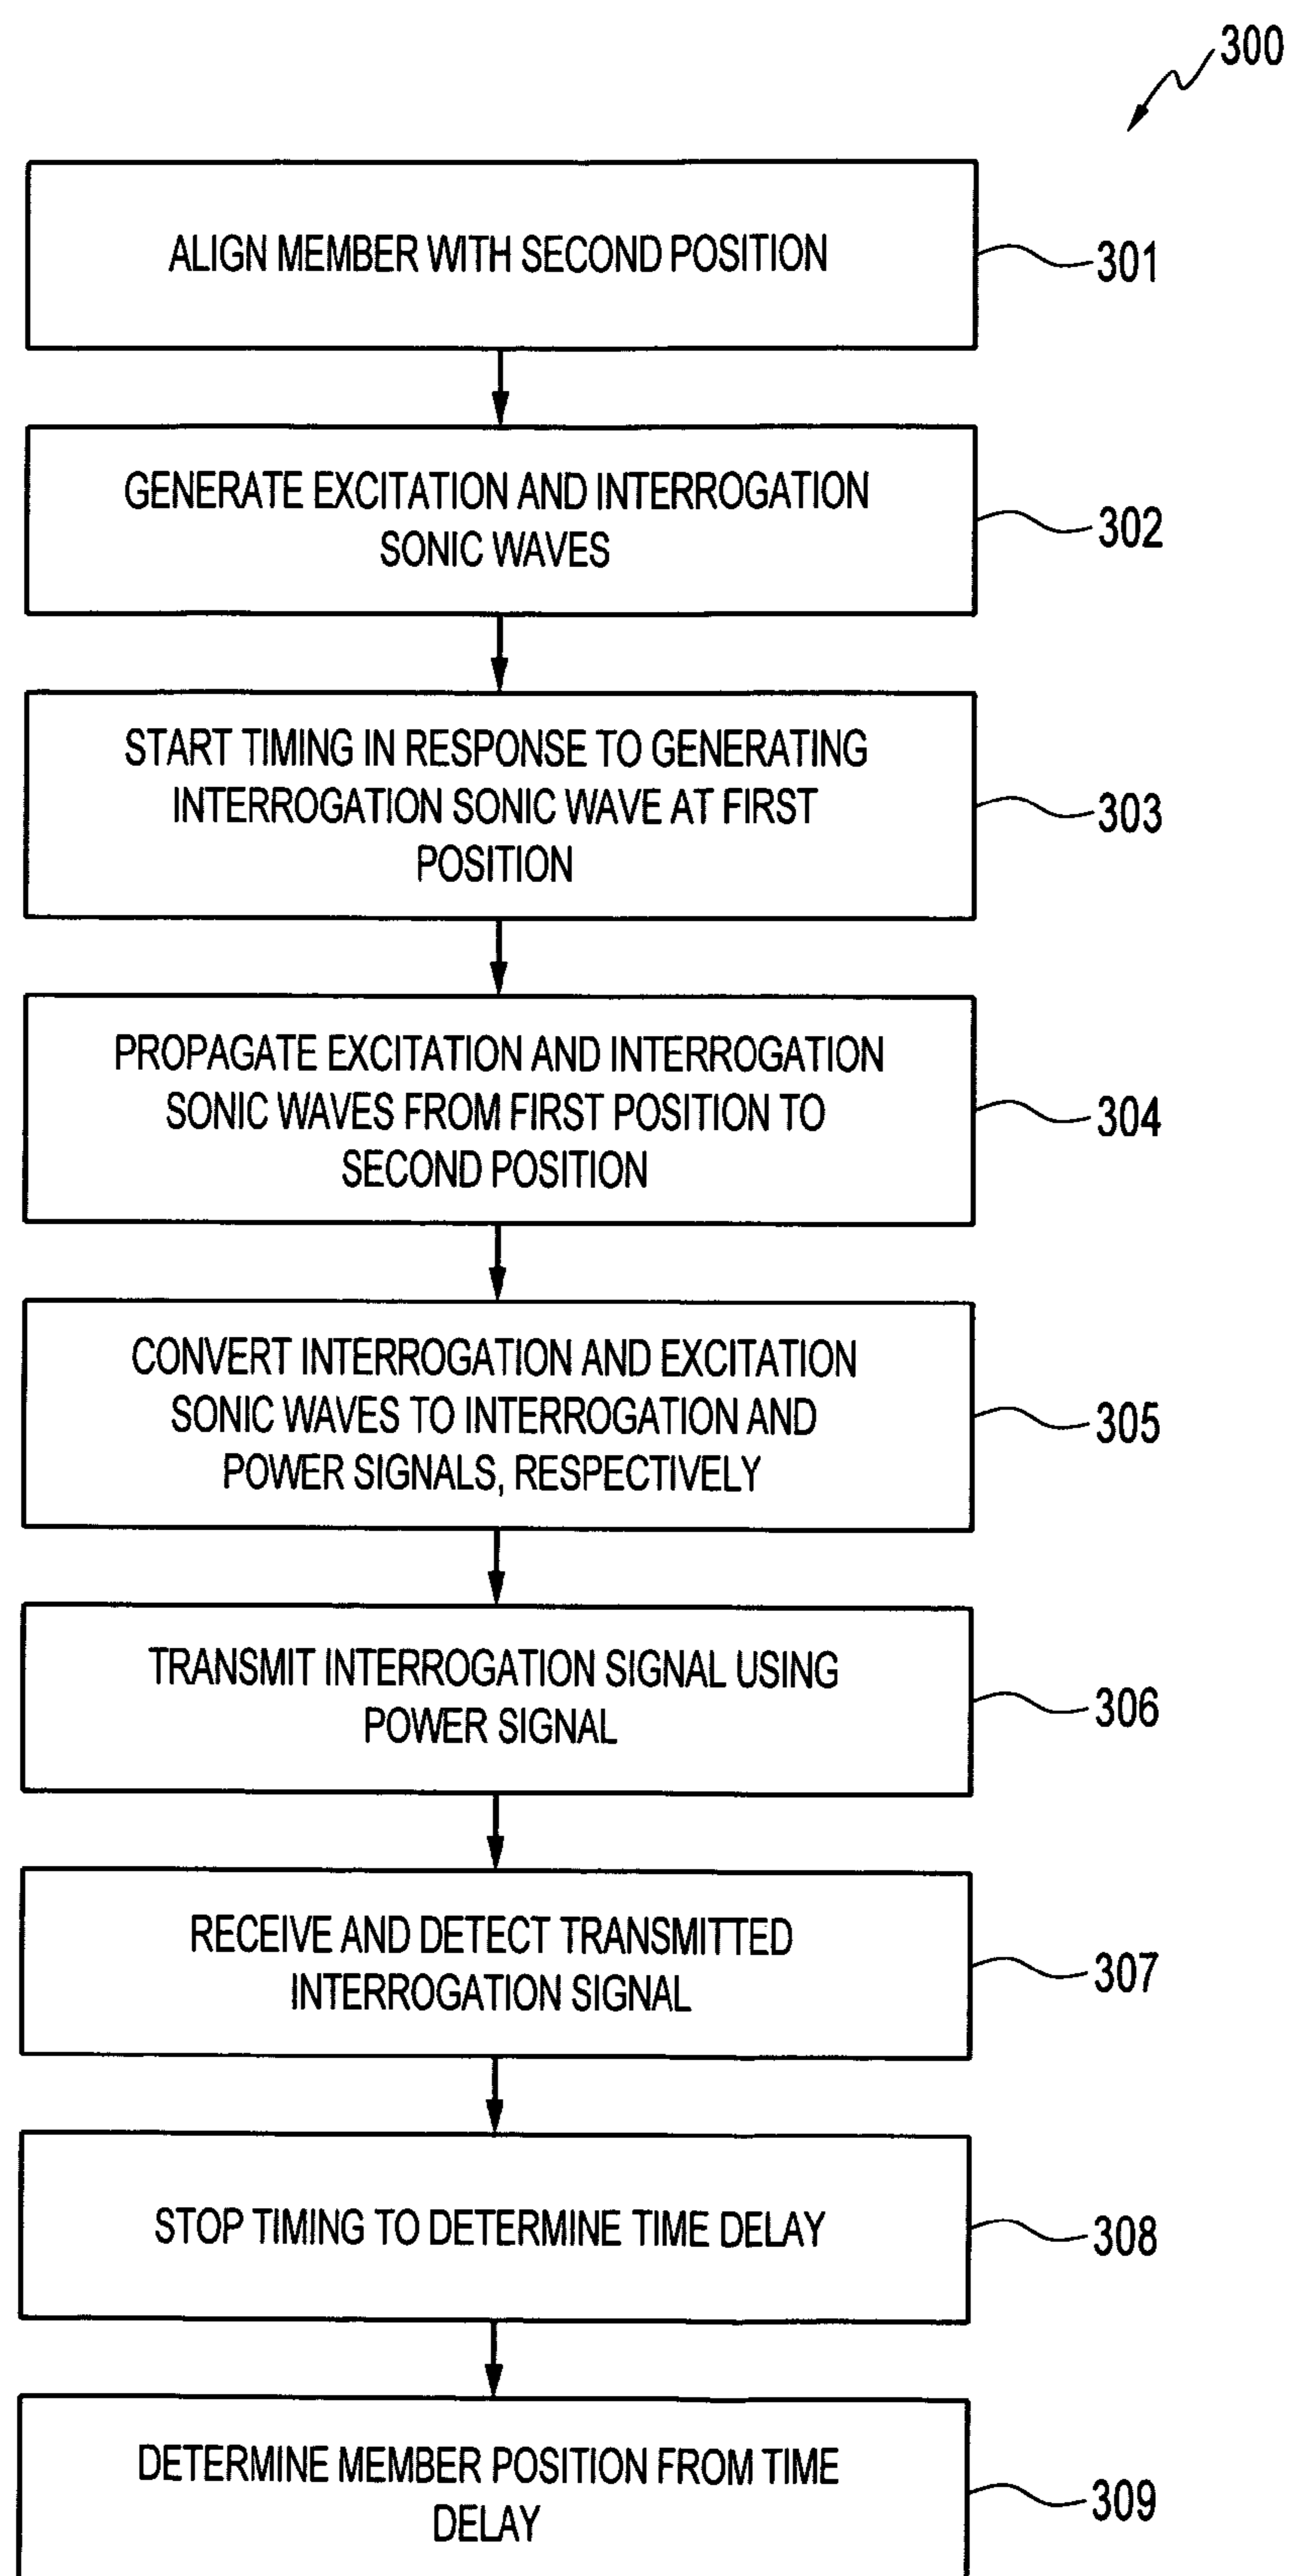 300
ALIGN MEMBER WITH SECOND POSITION
301
GENERATE EXCITATION AND INTERROGATION
SONIC WAVES
302
START TIMING IN RESPONSE TO GENERATING
INTERROGATION SONIC WAVE AT FIRST
POSITION
303
PROPAGATE EXCITATION AND INTERROGATION
SONIC WAVES FROM FIRST POSITION TO
SECOND POSITION
304
CONVERT INTERROGATION AND EXCITATION
SONIC WAVES TO INTERROGATION AND
POWER SIGNALS, RESPECTIVELY
305
TRANSMIT INTERROGATION SIGNAL USING
POWER SIGNAL
306
RECEIVE AND DETECT TRANSMITTED
INTERROGATION SIGNAL
307
STOP TIMING TO DETERMINE TIME DELAY
308
DETERMINE MEMBER POSITION FROM TIME
DELAY
309